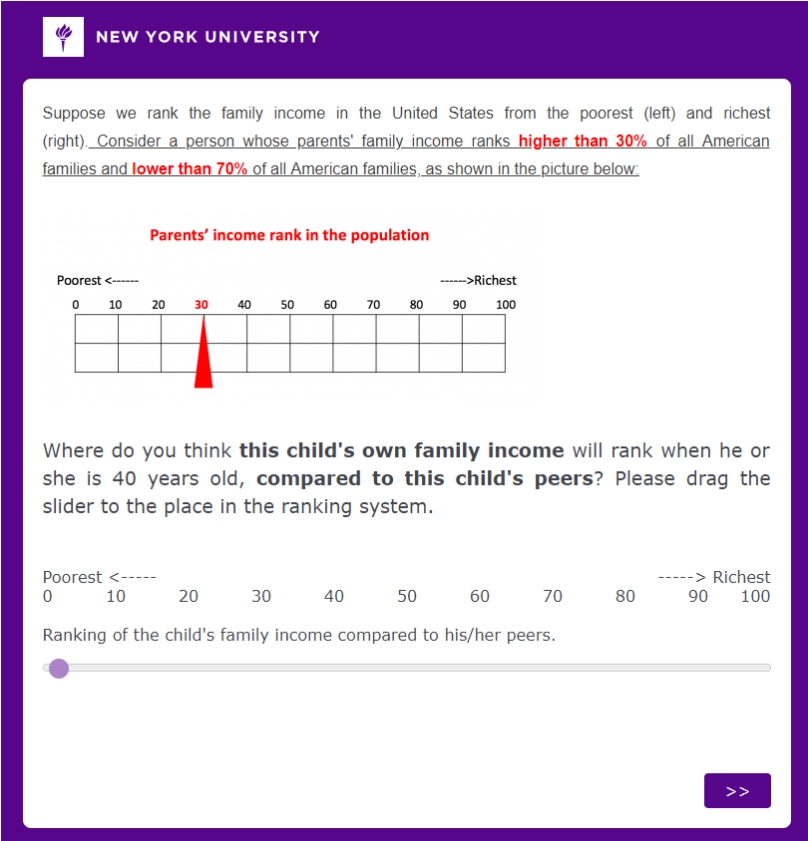 NEW YORK UNIVERSITY
Suppose we rank the family income in the United States from the poorest (left) and richest
(right). Consider a person whose parents' family income ranks higher than 30% of all American
families and lower than 70% of all American families, as shown in the picture below:
Parents’ income rank in the population
Poorest <------ ------>Richest
0 10 20 30 40 50 60 70 80 90 100
Where do you think this child's own family income will rank when he or
she is 40 years old, compared to this child's peers? Please drag the
slider to the place in the ranking system.
Poorest <----- -----> Richest
0 10 20 30 40 50 60 70 80 90 100
Ranking of the child's family income compared to his/her peers.
>>